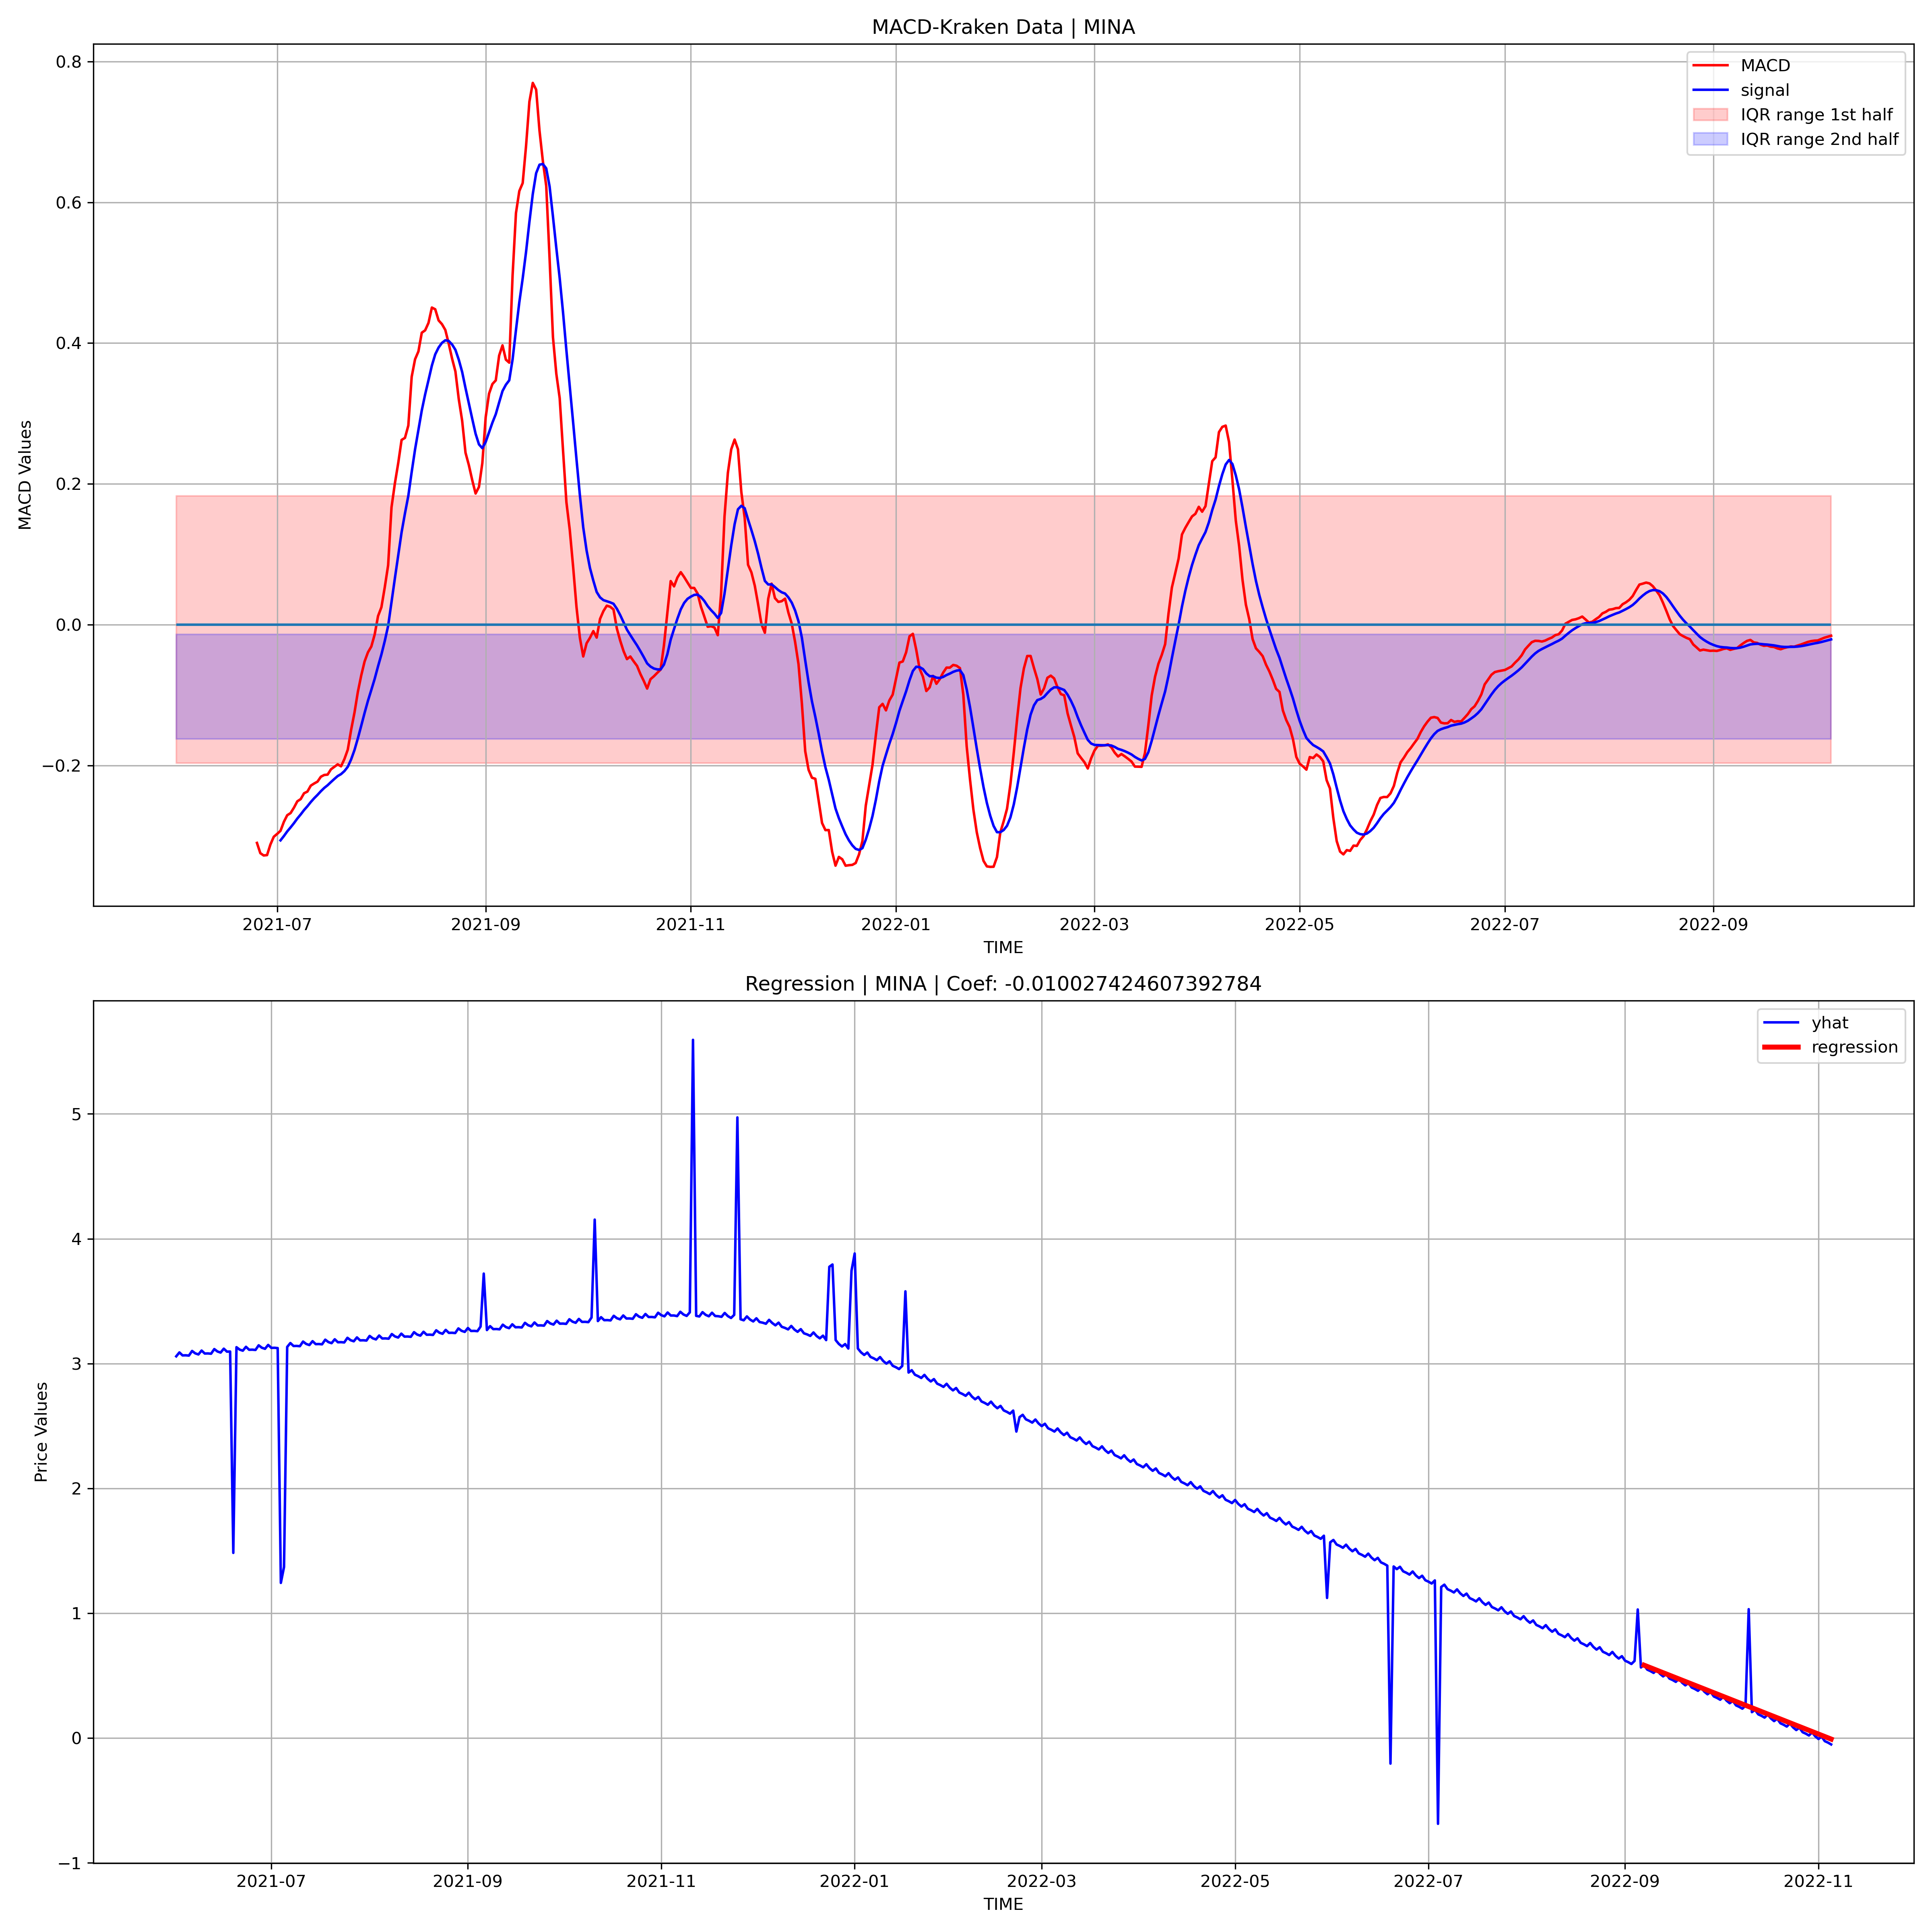 MACD-Kraken Data | MINA
MACD
signal
IQR range 1st half
IQR range 2nd half
0.8
0.6
0.4
0.2
0.0
−0.2
MACD Values
2021-07 2021-09 2021-11 2022-01 2022-03 2022-05 2022-07 2022-09
TIME
Regression | MINA | Coef: -0.010027424607392784
yhat
regression
5
4
3
2
1
0
−1
Price Values
2021-07 2021-09 2021-11 2022-01 2022-03 2022-05 2022-07 2022-09 2022-11
TIME